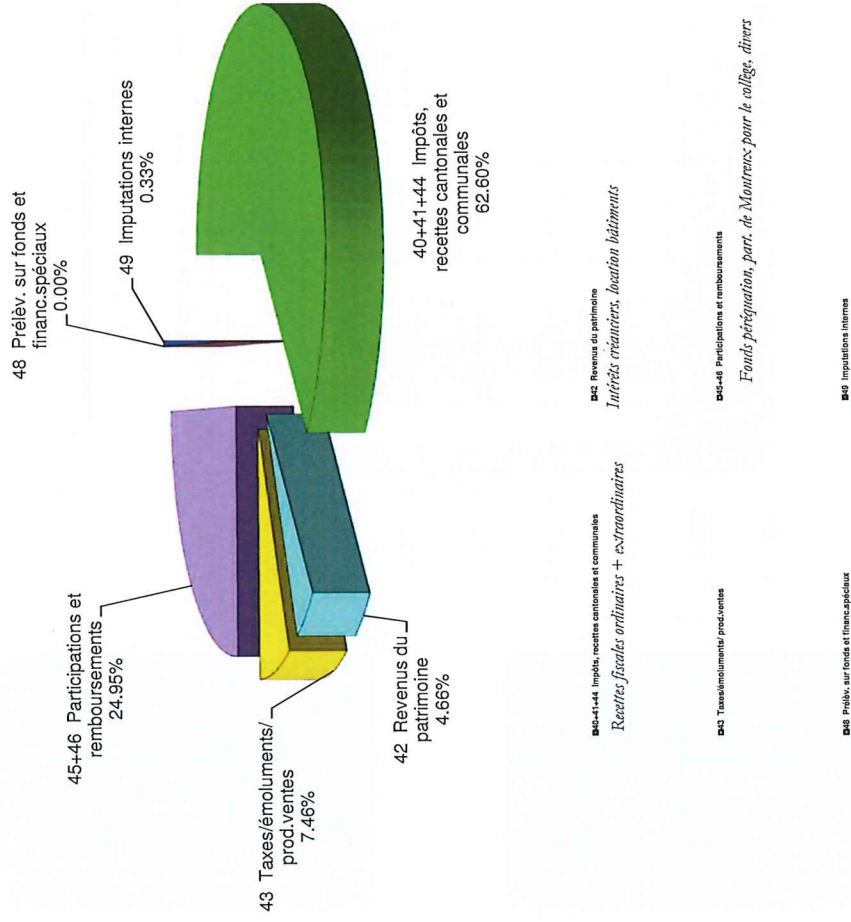 48 Prélèv. sur fonds et
financ.spéciaux
0.00%
49 Imputations internes
0.33%
45+46 Participations et
remboursements
24.95%
43 Taxes/émoluments/
prod.ventes
7.46%
42 Revenus du
patrimoine
4.66%
40+41+44 Impôts,
recettes cantonales et
communales
62.60%
40+41+44 Impôts, recettes cantonales et communales
Recettes fiscales ordinaires + extraordinaires
42 Revenus du patrimoine
Intérêts créanciers, location bâtiments
43 Taxes/émoluments/ prod.ventes
45+46 Participations et remboursements
Fonds péréquation, part. de Montreux pour le collège, divers
48 Prélèv. sur fonds et financ.spéciaux
49 Imputations internes